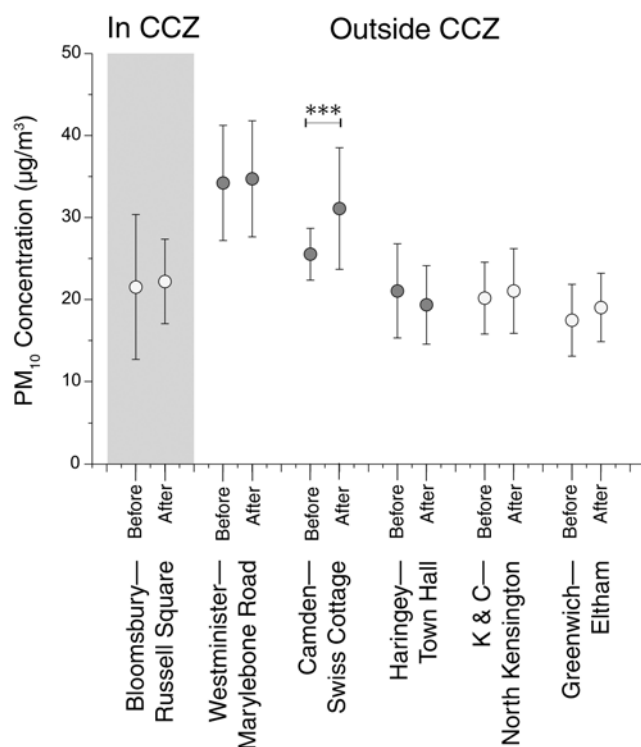 In CCZ
Outside CCZ
PM₁₀ Concentration (µg/m³)
50
40
30
20
10
0
***
Before
After
Before
After
Before
After
Before
After
Before
After
Before
After
Bloomsbury—
Russell Square
Westminister—
Marylebone Road
Camden—
Swiss Cottage
Haringey—
Town Hall
K & C—
North Kensington
Greenwich—
Eltham